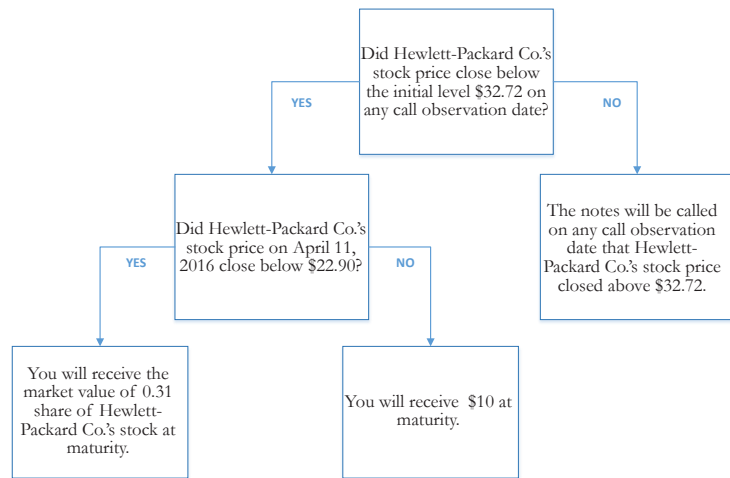 Did Hewlett-Packard Co.'s
stock price close below
the initial level $32.72 on
any call observation date?
YES
NO
Did Hewlett-Packard Co.'s
stock price on April 11,
2016 close below $22.90?
The notes will be called
on any call observation
date that Hewlett-
Packard Co.'s stock price
closed above $32.72.
YES
NO
You will receive the
market value of 0.31
share of Hewlett-
Packard Co.'s stock at
maturity.
You will receive $10 at
maturity.